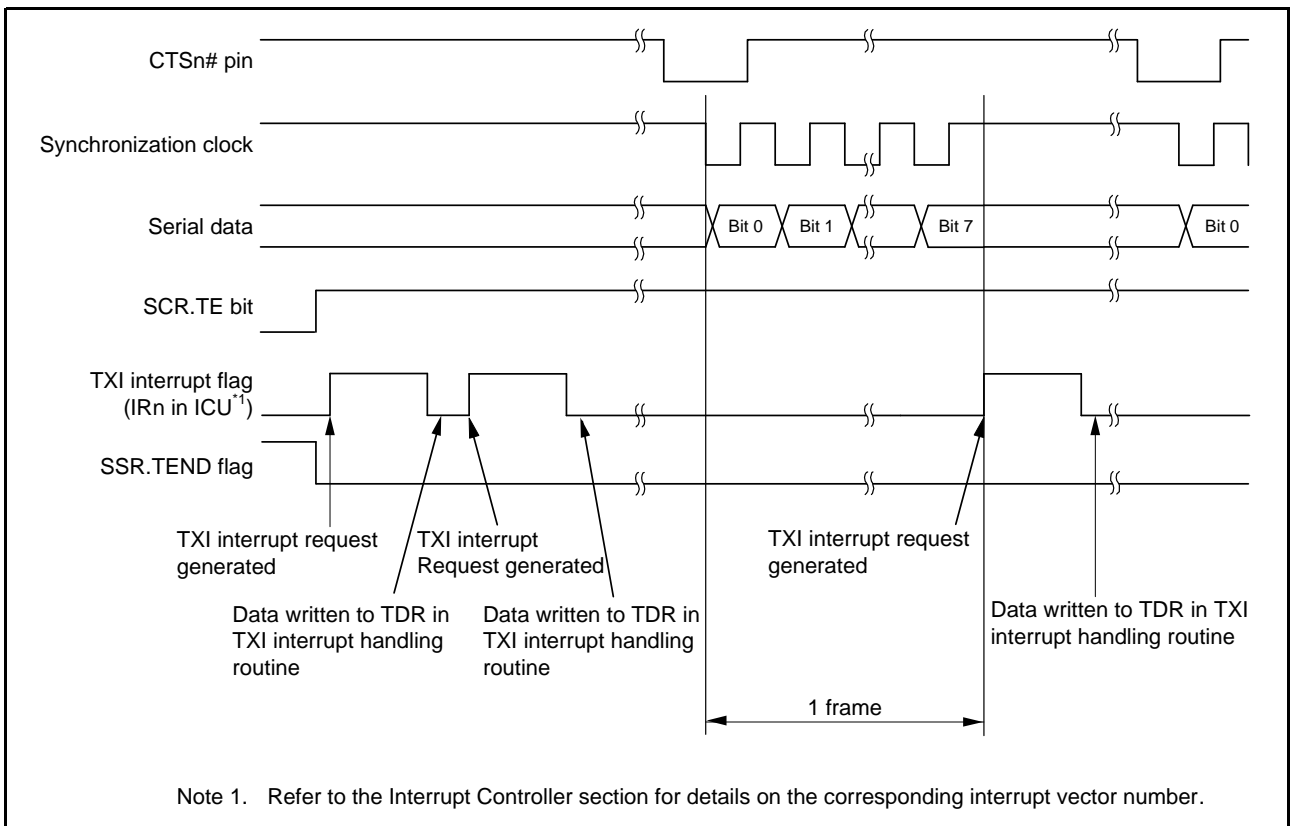 CTSn# pin
Synchronization clock
Serial data
Bit 0
Bit 1
Bit 7
Bit 0
SCR.TE bit
TXI interrupt flag
(IRn in ICU*1)
SSR.TEND flag
TXI interrupt request
generated
TXI interrupt
Request generated
TXI interrupt request
generated
Data written to TDR in
TXI interrupt handling
routine
Data written to TDR in
TXI interrupt handling
routine
Data written to TDR in TXI
interrupt handling routine
1 frame
Note 1. Refer to the Interrupt Controller section for details on the corresponding interrupt vector number.